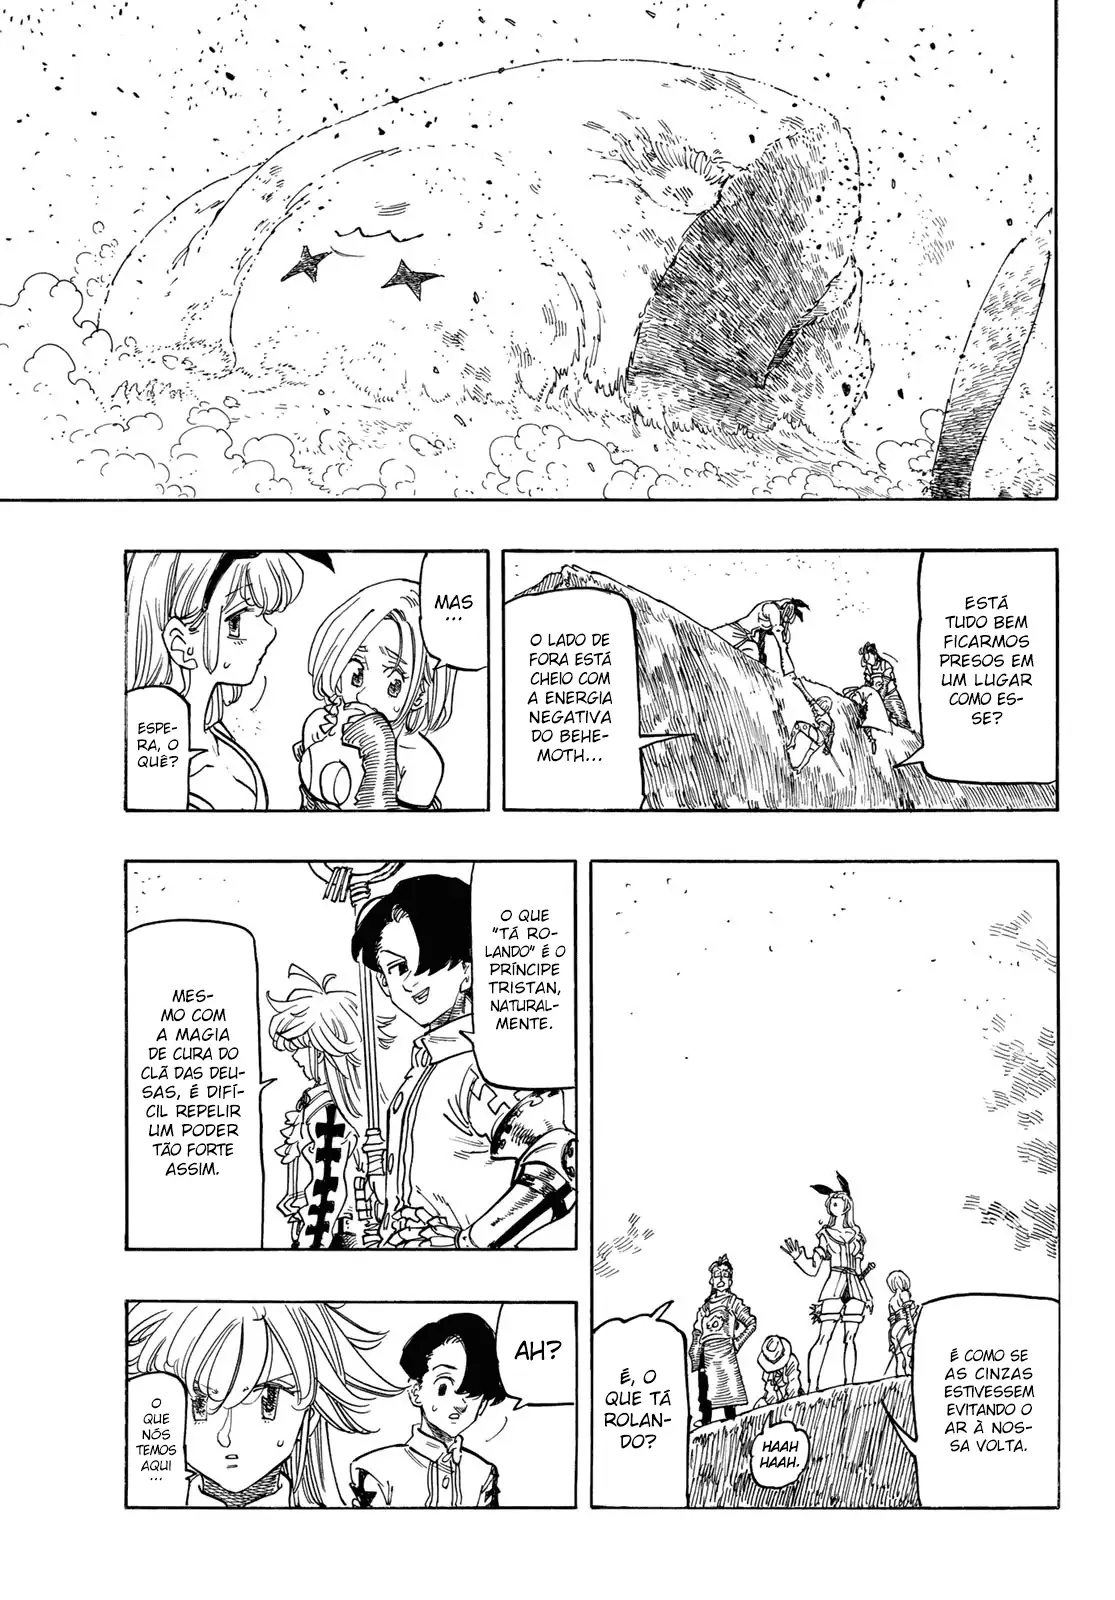 ESTÁ
TUDO BEM
FICARMOS
PRESOS EM
UM LUGAR
COMO ES-
SE?
O LADO DE
FORA ESTÁ
CHEIO COM
A ENERGIA
NEGATIVA
DO BEHE-
MOTH...
MAS
...
ESPE-
RA, O
QUÊ?
É COMO SE
AS CINZAS
ESTIVESSEM
EVITANDO O
AR À NOS-
SA VOLTA.
HAAH
HAAH.
É, O
QUE TÁ
ROLAN-
DO?
O QUE
"TÁ RO-
LANDO" É O
PRÍNCIPE
TRISTAN,
NATURAL-
MENTE.
MES-
MO COM
A MAGIA
DE CURA DO
CLÃ DAS DEU-
SAS, É DIFÍ-
CIL REPELIR
UM PODER
TÃO FORTE
ASSIM.
AH?
O
QUE
NÓS
TEMOS
AQUI
...